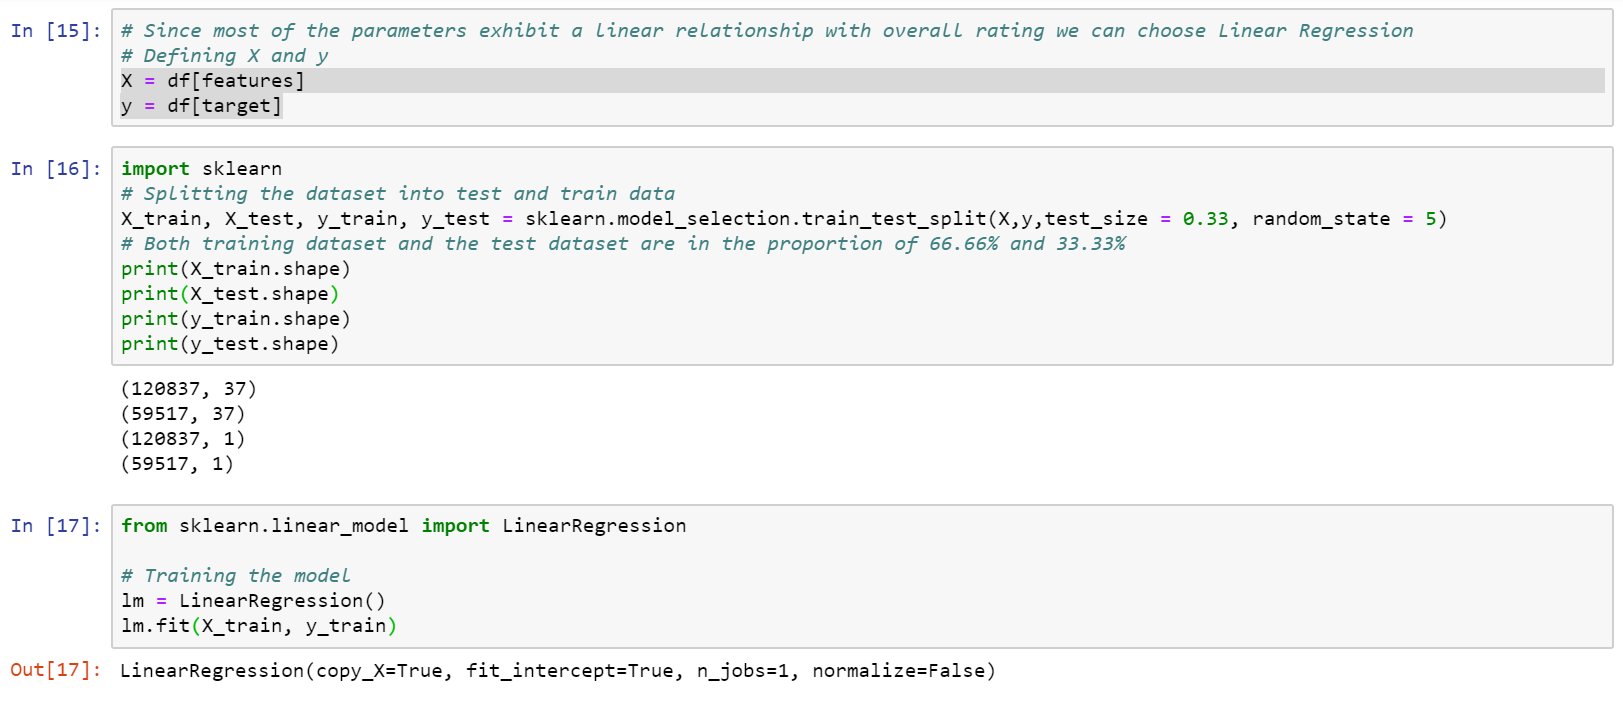 In [15]: # Since most of the parameters exhibit a linear relationship with overall rating we can choose Linear Regression
# Defining X and y
X = df[features]
y = df[target]
In [16]: import sklearn
# Splitting the dataset into test and train data
X_train, X_test, y_train, y_test = sklearn.model_selection.train_test_split(X,y,test_size = 0.33, random_state = 5)
# Both training dataset and the test dataset are in the proportion of 66.66% and 33.33%
print(X_train.shape)
print(X_test.shape)
print(y_train.shape)
print(y_test.shape)
(120837, 37)
(59517, 37)
(120837, 1)
(59517, 1)
In [17]: from sklearn.linear_model import LinearRegression
# Training the model
lm = LinearRegression()
lm.fit(X_train, y_train)
Out[17]: LinearRegression(copy_X=True, fit_intercept=True, n_jobs=1, normalize=False)